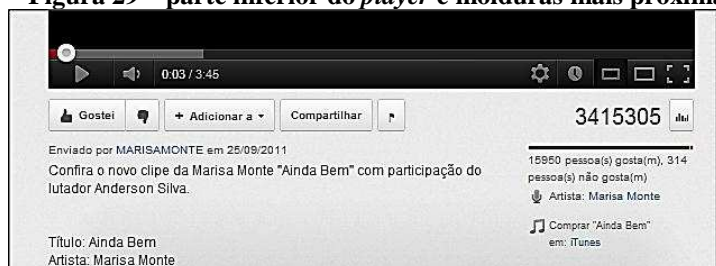 Figura 29 – parte inferior do player e molduras mais próxima
0:03 / 3:45
Gostei
+ Adicionar a
Compartilhar
3415305
Enviado por MARISAMONTE em 25/09/2011
Confira o novo clipe da Marisa Monte "Ainda Bem" com participação do
lutador Anderson Silva.
15950 pessoa(s) gosta(m), 314
pessoa(s) não gosta(m)
Artista: Marisa Monte
Comprar "Ainda Bem"
em: iTunes
Título: Ainda Bem
Artista: Marisa Monte